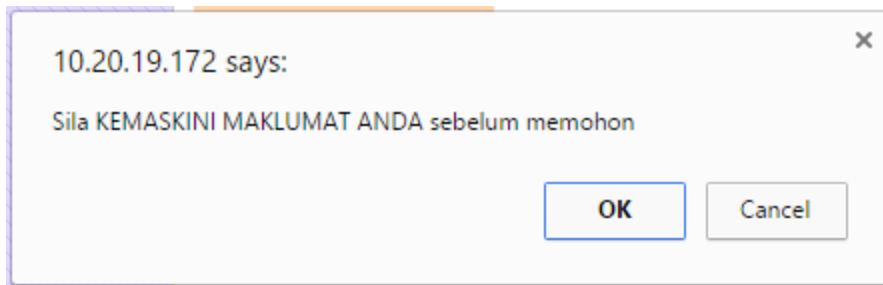 10.20.19.172 says:
Sila KEMASKINI MAKLUMAT ANDA sebelum memohon
OK
Cancel